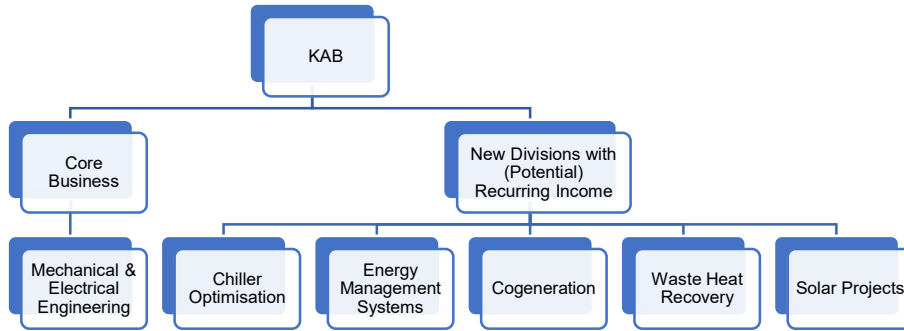 KAB
Core
Business
New Divisions with
(Potential)
Recurring Income
Mechanical &
Electrical
Engineering
Chiller
Optimisation
Energy
Management
Systems
Cogeneration
Waste Heat
Recovery
Solar Projects